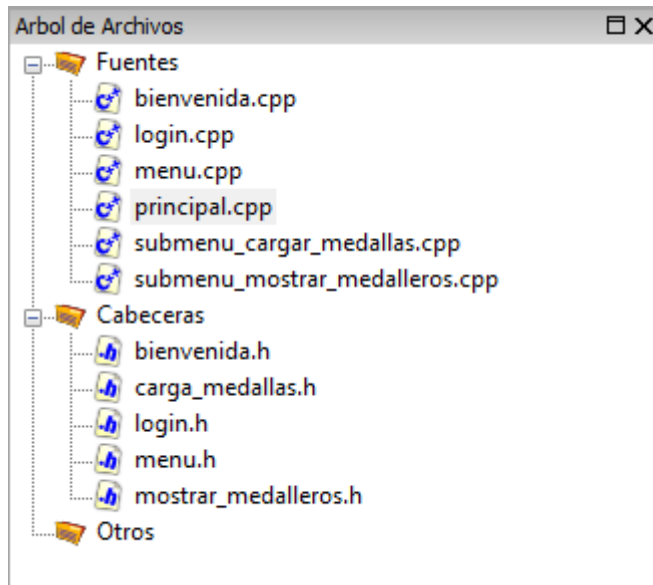 Arbol de Archivos
Fuentes
bienvenida.cpp
login.cpp
menu.cpp
principal.cpp
submenu_cargar_medallas.cpp
submenu_mostrar_medalleros.cpp
Cabeceras
bienvenida.h
carga_medallas.h
login.h
menu.h
mostrar_medalleros.h
Otros